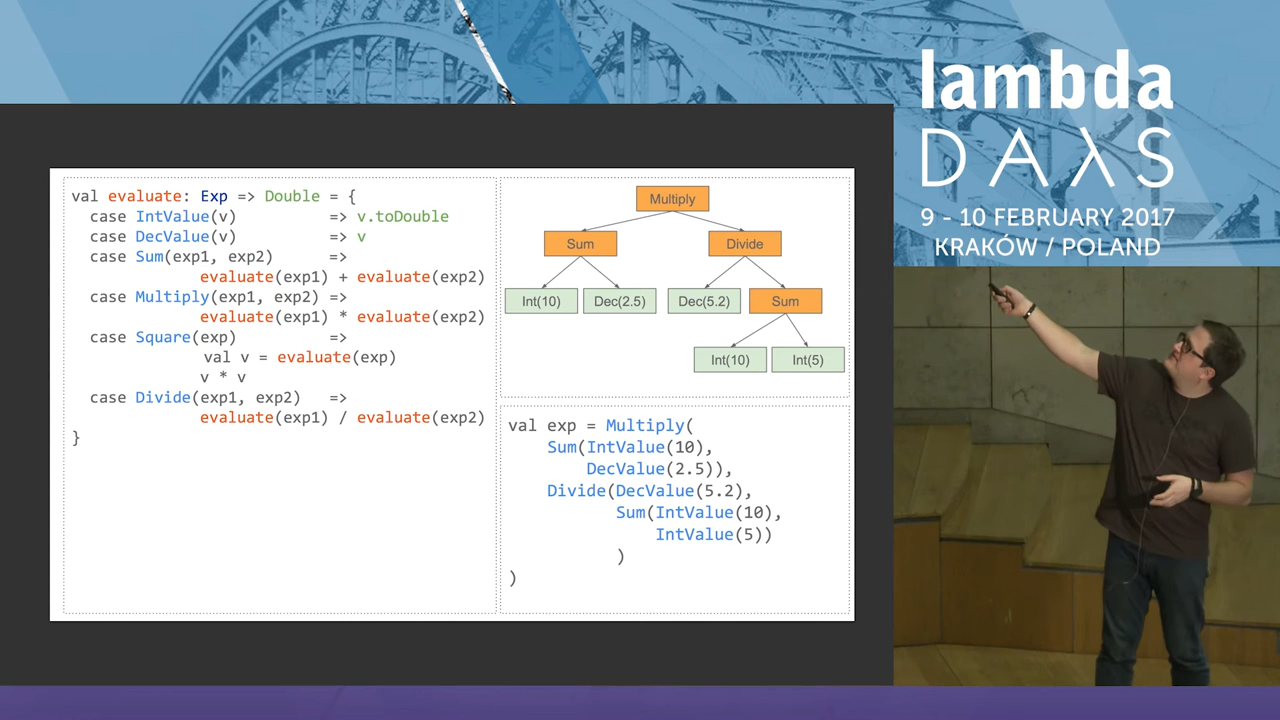 lambda
DAYS
9 - 10 FEBRUARY 2017
KRAKÓW / POLAND
val evaluate: Exp => Double = {
case IntValue(v) => v.toDouble
case DecValue(v) => v
case Sum(exp1, exp2) =>
evaluate(exp1) + evaluate(exp2)
case Multiply(exp1, exp2) =>
evaluate(exp1) * evaluate(exp2)
case Square(exp) =>
val v = evaluate(exp)
v * v
case Divide(exp1, exp2) =>
evaluate(exp1) / evaluate(exp2)
}
Multiply
Sum Divide
Int(10) Dec(2.5) Dec(5.2) Sum
Int(10) Int(5)
val exp = Multiply(
Sum(IntValue(10),
DecValue(2.5)),
Divide(DecValue(5.2),
Sum(IntValue(10),
IntValue(5))
)
)